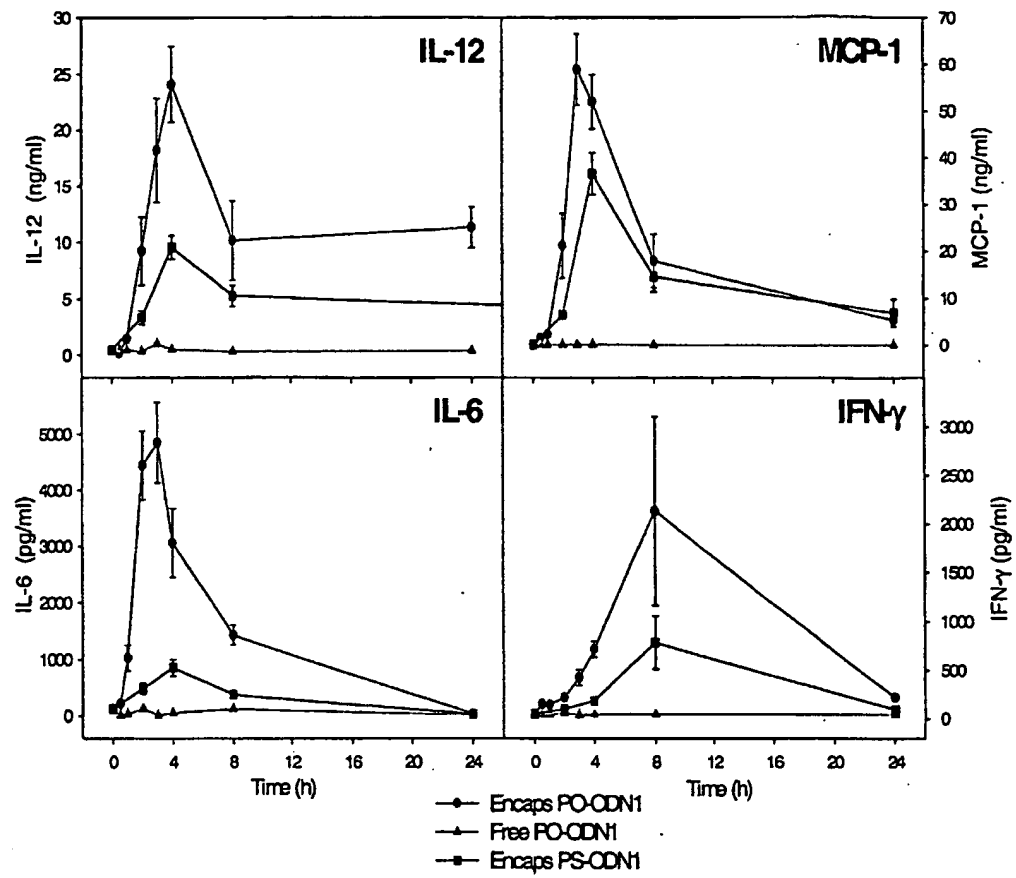 IL-12
MCP-1
30
25
20
15
10
5
0
IL-12 (ng/ml)
70
60
50
40
30
20
10
0
MCP-1 (ng/ml)
IL-6
IFN-γ
5000
4000
3000
2000
1000
0
IL-6 (pg/ml)
3000
2500
2000
1500
1000
500
0
IFN-γ (pg/ml)
0 4 8 12 16 20 24
0 4 8 12 16 20 24
Time (h)
Time (h)
Encaps PO-ODN1
Free PO-ODN1
Encaps PS-ODN1